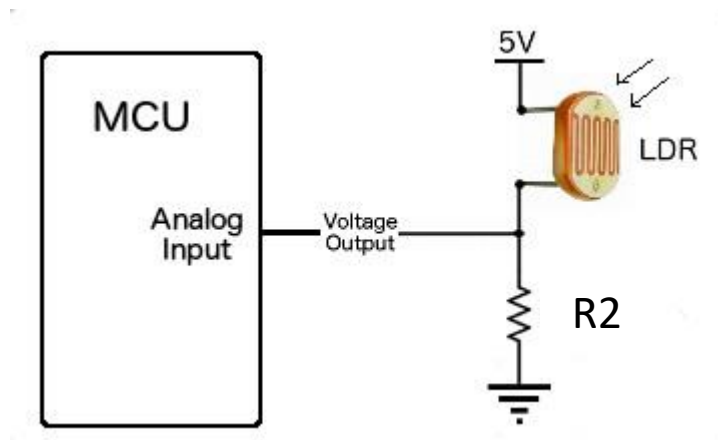 MCU
Analog
Input
Voltage
Output
5V
LDR
R2